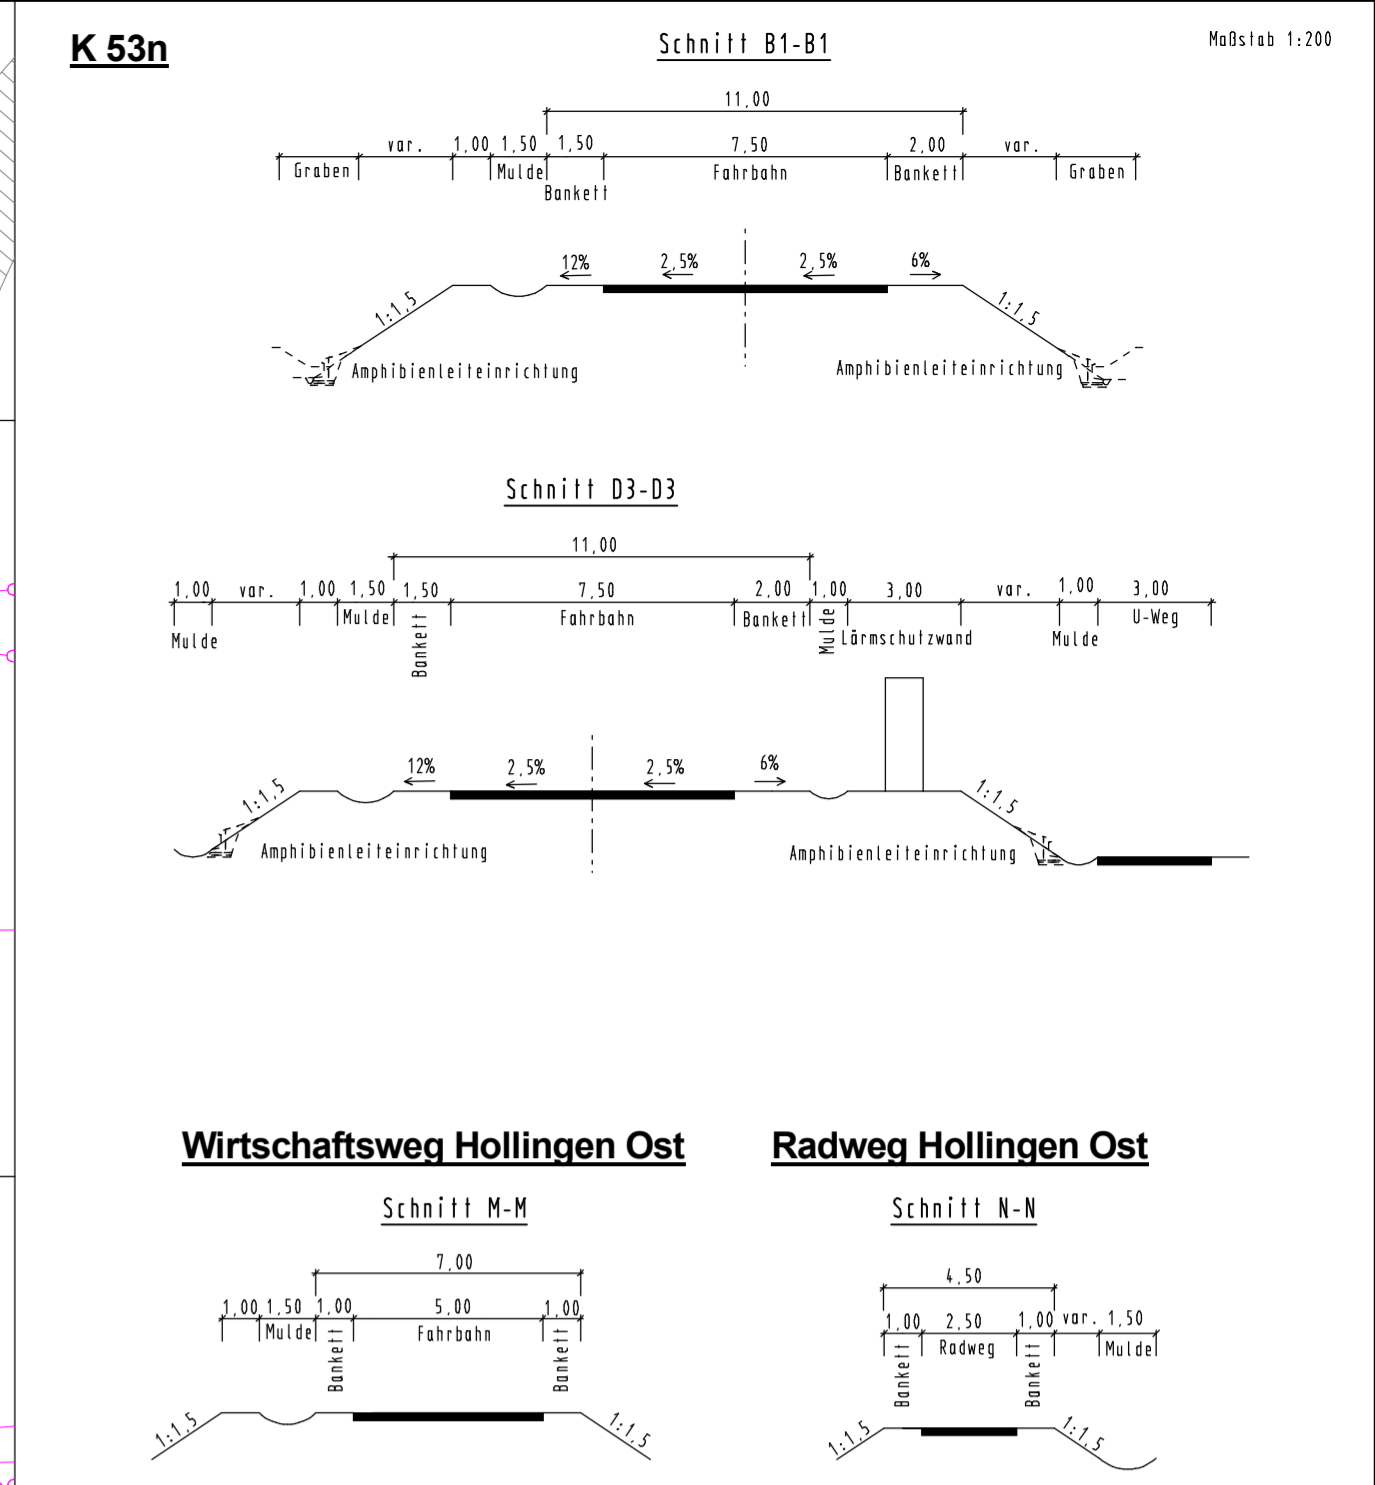 K 53n
Schnitt B1-B1
Maßstab 1:200
11,00
var. 1,00 1,50 1,50 7,50 2,00 var.
Graben Mulde Bankett Fahrbahn Bankett Graben
12% 2,5% 2,5% 6%
1:1,5 1:1,5
Amphibienleiteinrichtung Amphibienleiteinrichtung
Schnitt D3-D3
11,00
1,00 var. 1,00 1,50 1,50 7,50 2,00 1,00 3,00 var. 1,00 3,00
Mulde Mulde Bankett Fahrbahn Bankett Mulde Lärmschutzwand Mulde U-Weg
12% 2,5% 2,5% 6%
1:1,5 1:1,5
Amphibienleiteinrichtung Amphibienleiteinrichtung
Wirtschaftsweg Hollingen Ost
Schnitt M-M
7,00
1,00 1,50 1,00 5,00 1,00
Mulde Bankett Fahrbahn Bankett
1:1,5 1:1,5
Radweg Hollingen Ost
Schnitt N-N
4,50
1,00 2,50 1,00 var. 1,50
Bankett Radweg Bankett Mulde
1:1,5 1:1,5